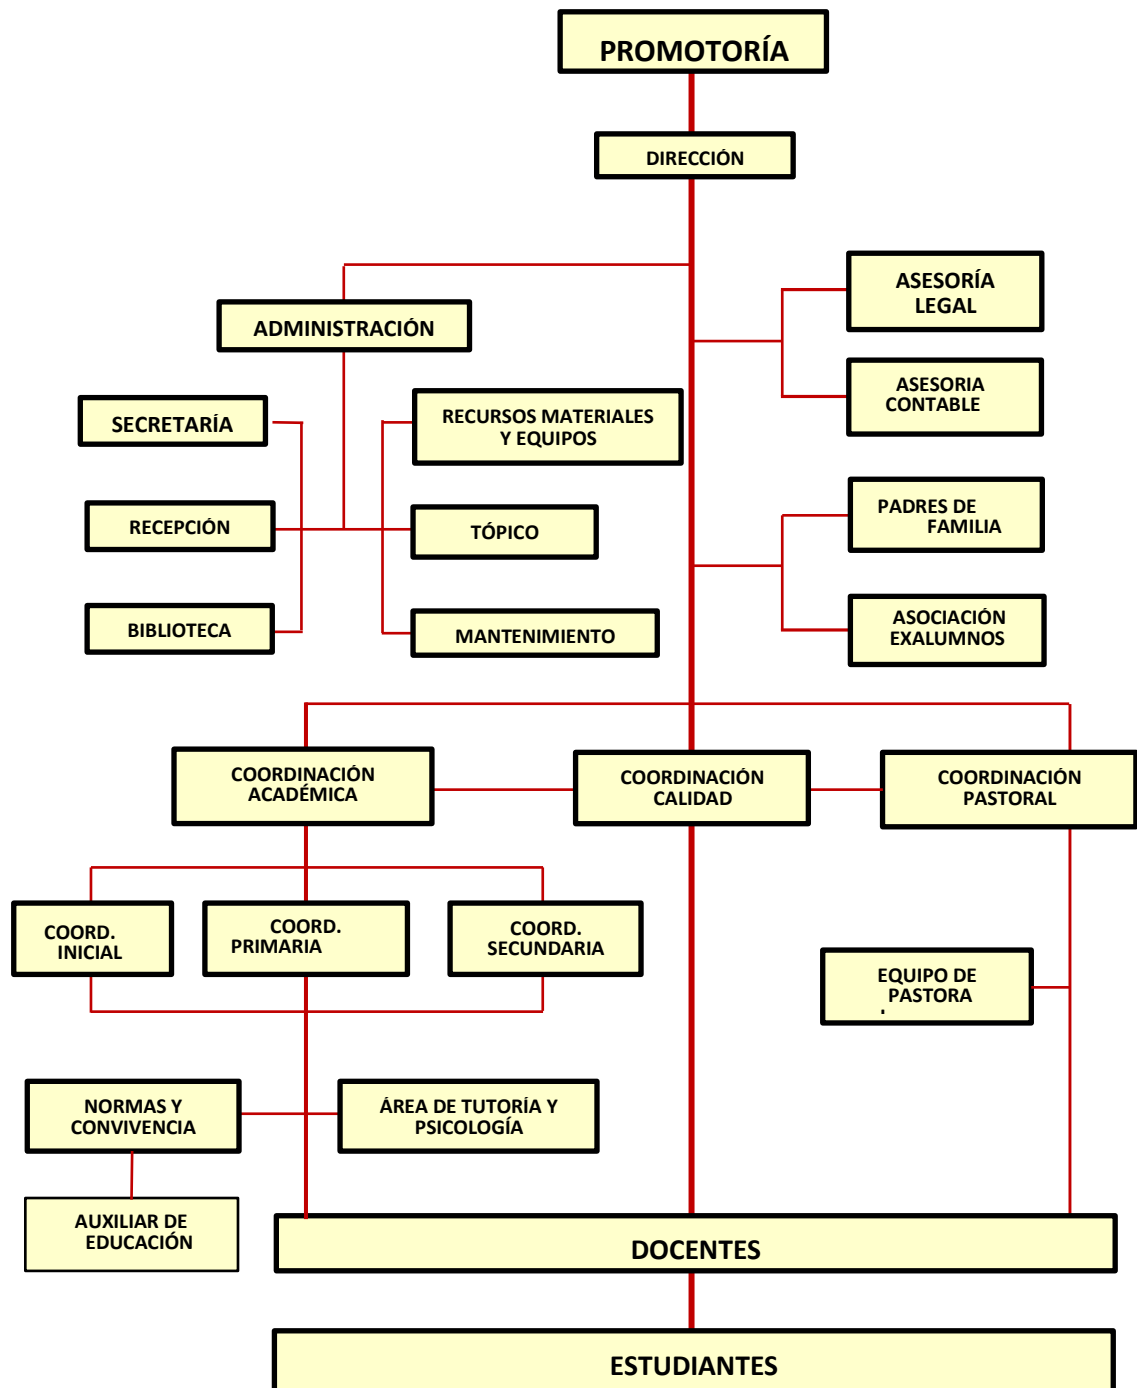 PROMOTORÍA
DIRECCIÓN
ASESORÍA
LEGAL
ADMINISTRACIÓN
ASESORIA
CONTABLE
SECRETARÍA
RECURSOS MATERIALES
Y EQUIPOS
PADRES DE
FAMILIA
RECEPCIÓN
TÓPICO
ASOCIACIÓN
EXALUMNOS
BIBLIOTECA
MANTENIMIENTO
COORDINACIÓN
ACADÉMICA
COORDINACIÓN
CALIDAD
COORDINACIÓN
PASTORAL
COORD.
INICIAL
COORD.
PRIMARIA
COORD.
SECUNDARIA
EQUIPO DE
PASTORA
NORMAS Y
CONVIVENCIA
ÁREA DE TUTORÍA Y
PSICOLOGÍA
AUXILIAR DE
EDUCACIÓN
DOCENTES
ESTUDIANTES